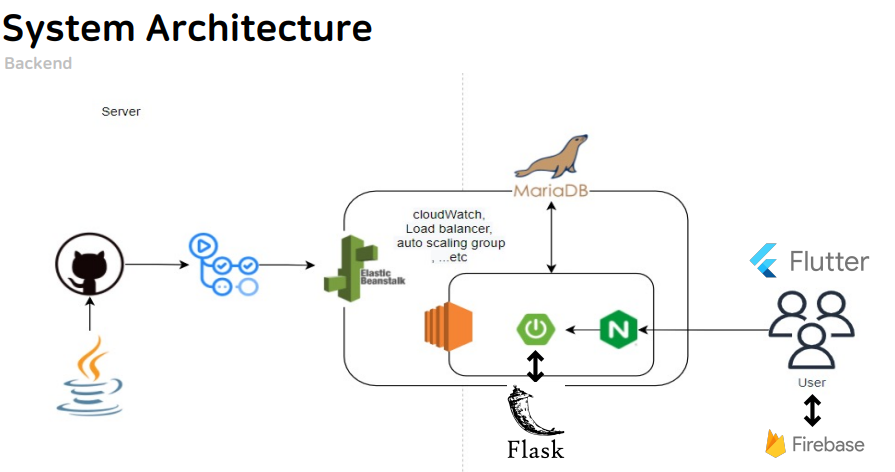 System Architecture
Backend
Server
MariaDB
cloudWatch,
Load balancer,
auto scaling group
, ...etc
Elastic
Beanstalk
Flutter
N
User
Flask
Firebase